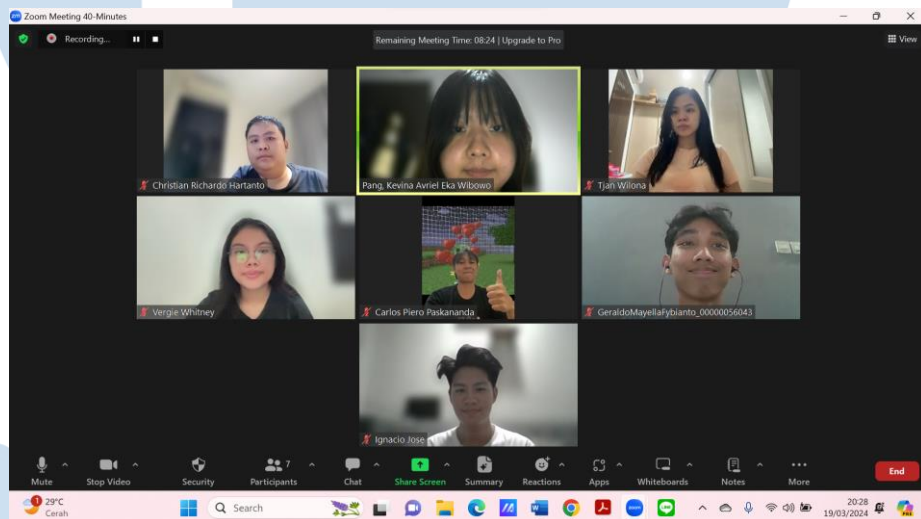 Zoom Meeting 40-Minutes
Recording...
Remaining Meeting Time: 08:24 | Upgrade to Pro
View
Christian Richardo Hartanto
Pang, Kevina Avriel Eka Wibowo
Tjan Wilona
Vergie Whitney
Carlos Piero Paskananda
GeraldoMayellaFybianto_00000056043
Ignacio Jose
7
Mute
Stop Video
Security
Participants
Chat
Share Screen
Summary
Reactions
Apps
Whiteboards
Notes
More
End
1
29°C
Cerah
Search
20:28
19/03/2024